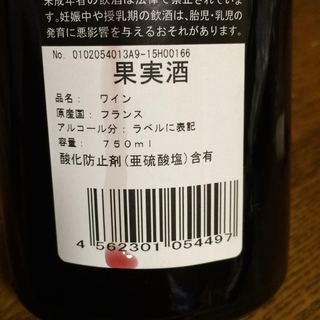 未成年者の飲酒は法律で禁止されています。
妊娠中や授乳期の飲酒は、胎児・乳児の
発育に悪影響を与えるおそれがあります。
No. 0102054013A9-15H00166
果実酒
品名： ワイン
原産国： フランス
アルコール分： ラベルに表記
容量： 750ml
酸化防止剤(亜硫酸塩)含有
4 562301 054497